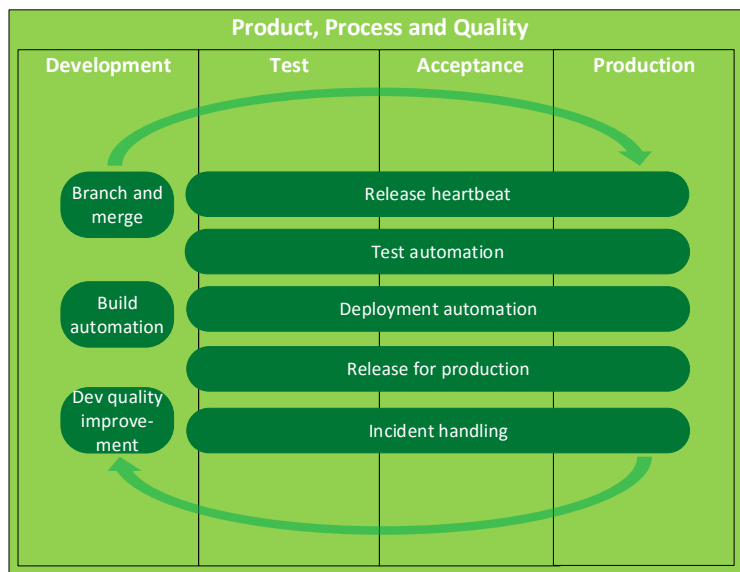 Product, Process and Quality
Development
Test
Acceptance
Production
Branch and
merge
Release heartbeat
Test automation
Build
automation
Deployment automation
Release for production
Dev quality
improve-
ment
Incident handling